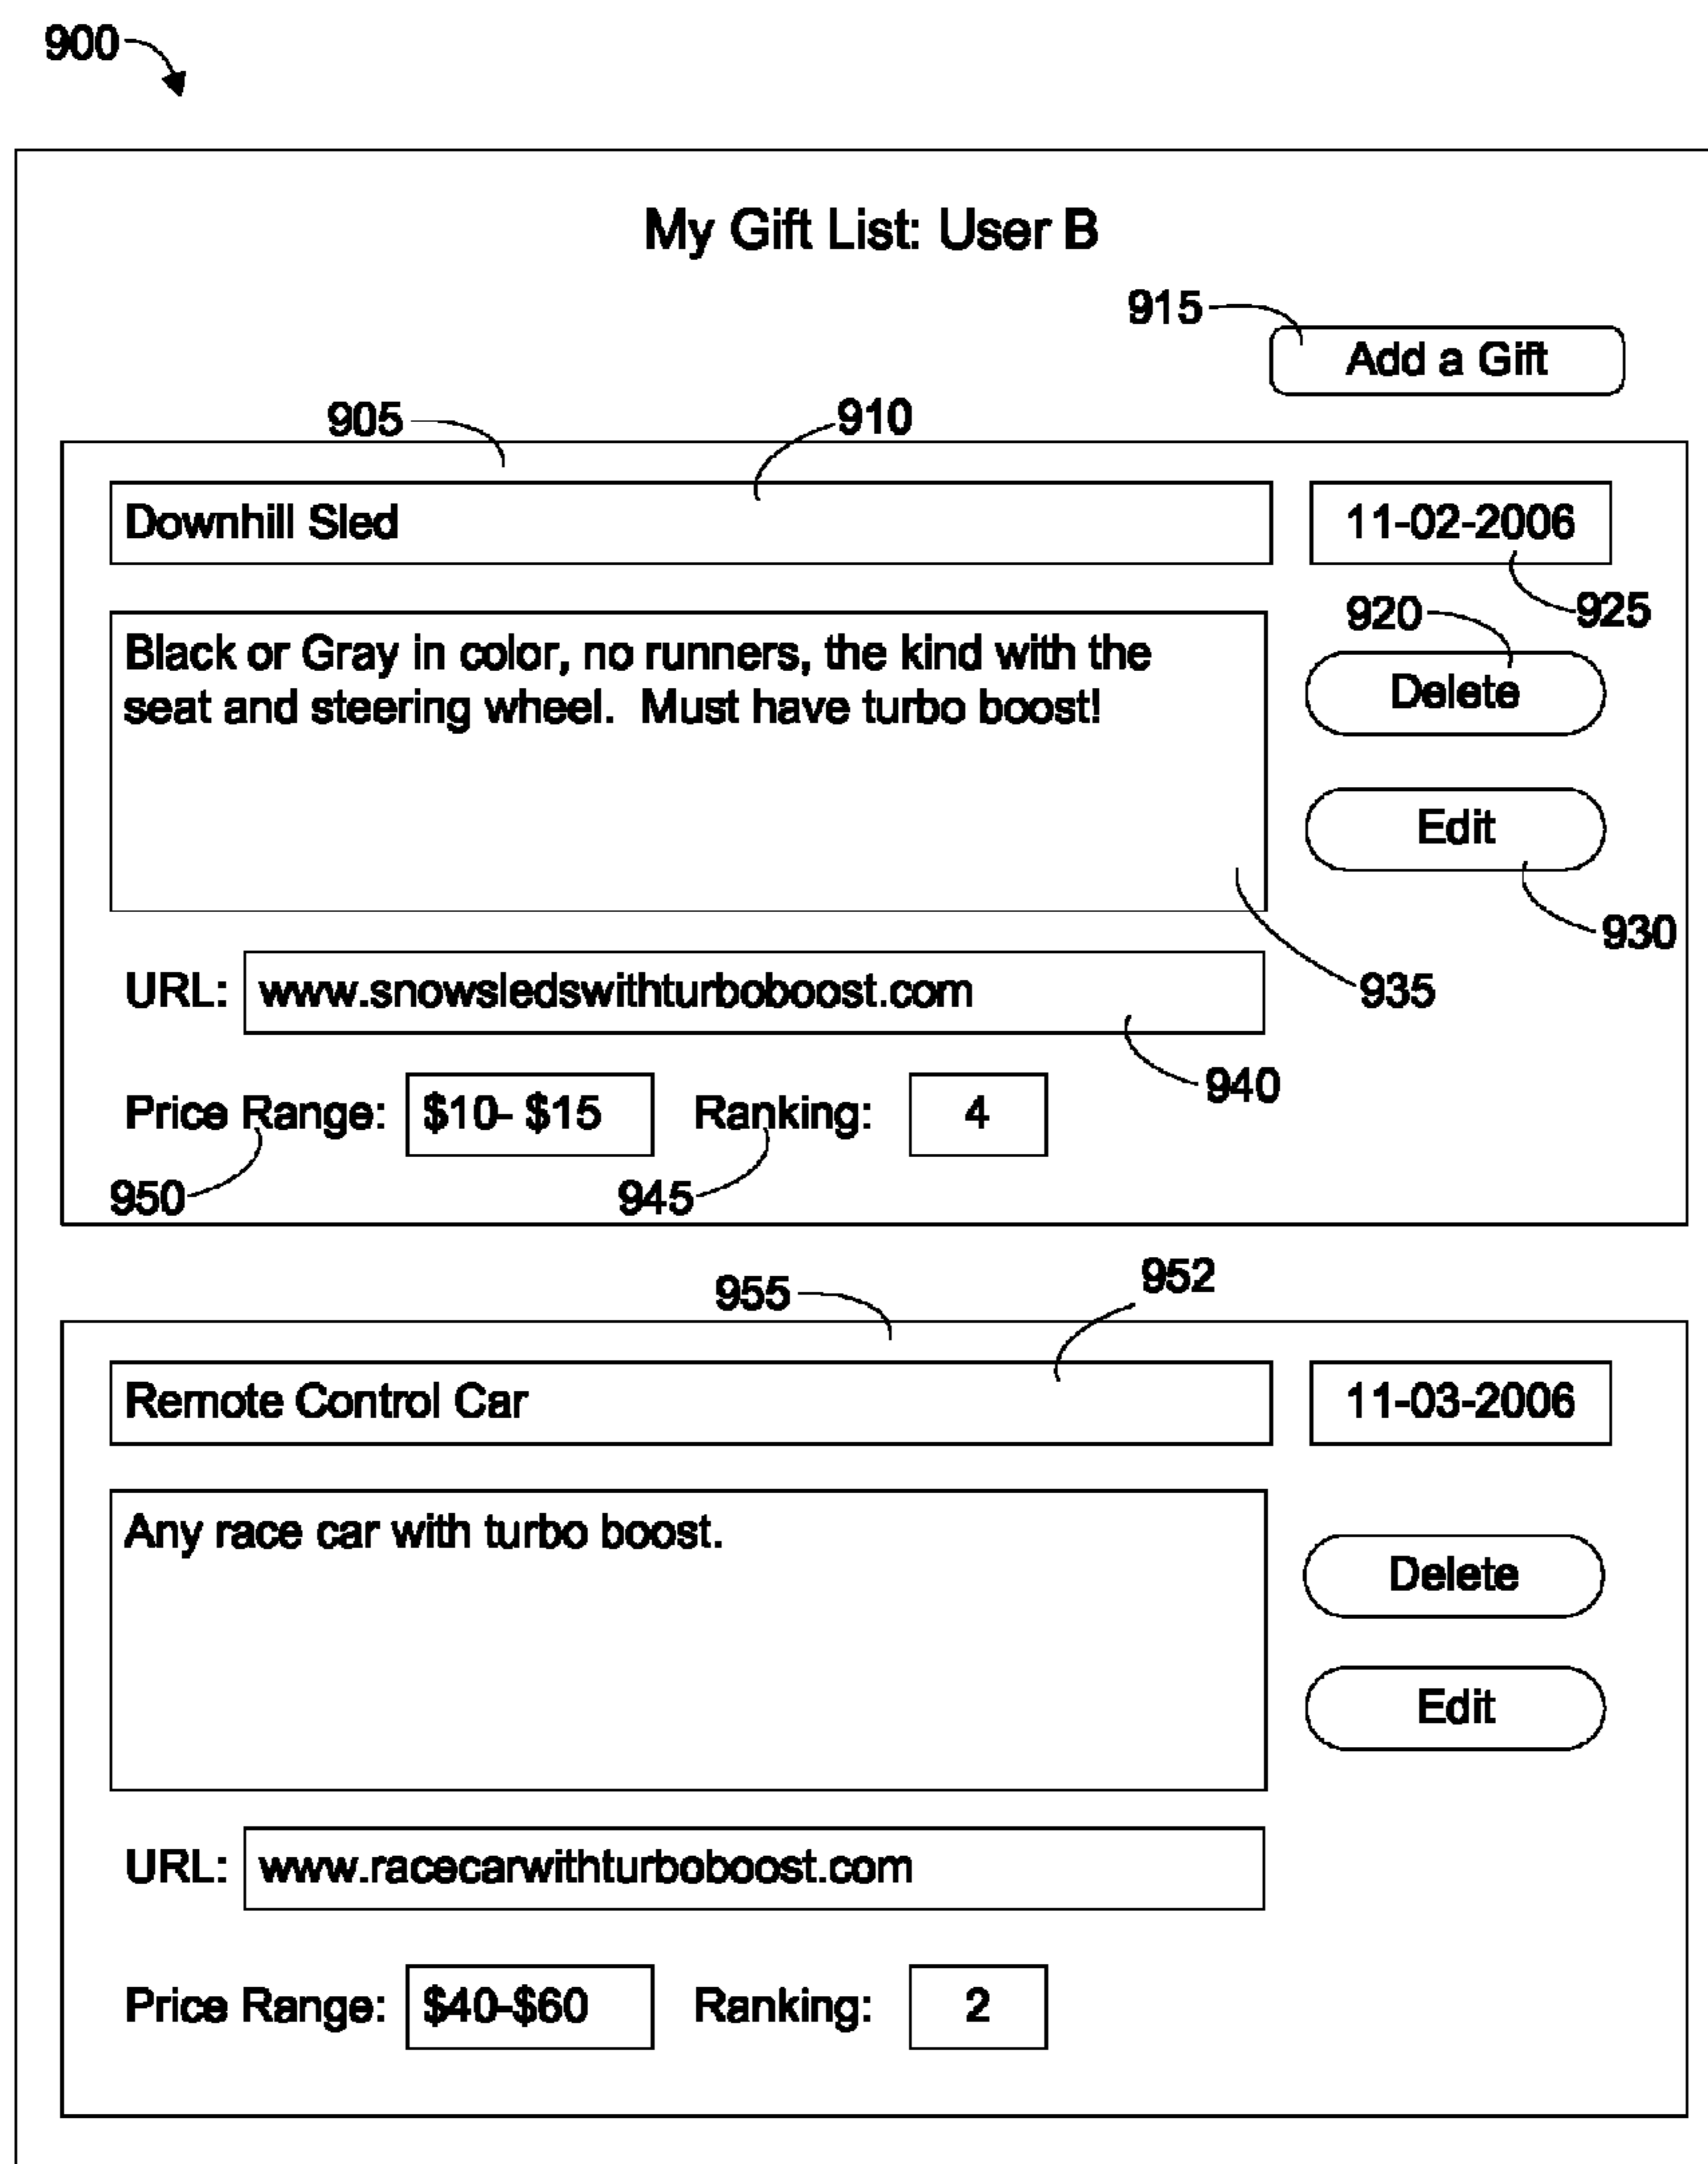 900
My Gift List: User B
915
Add a Gift
905
910
Downhill Sled
11-02-2006
920
925
Black or Gray in color, no runners, the kind with the
seat and steering wheel.  Must have turbo boost!
Delete
Edit
930
935
URL: www.snowsledswithturboboost.com
940
Price Range: $10- $15 Ranking: 4
950
945
955
952
Remote Control Car
11-03-2006
Any race car with turbo boost.
Delete
Edit
URL: www.racecarwithturboboost.com
Price Range: $40-$60 Ranking: 2